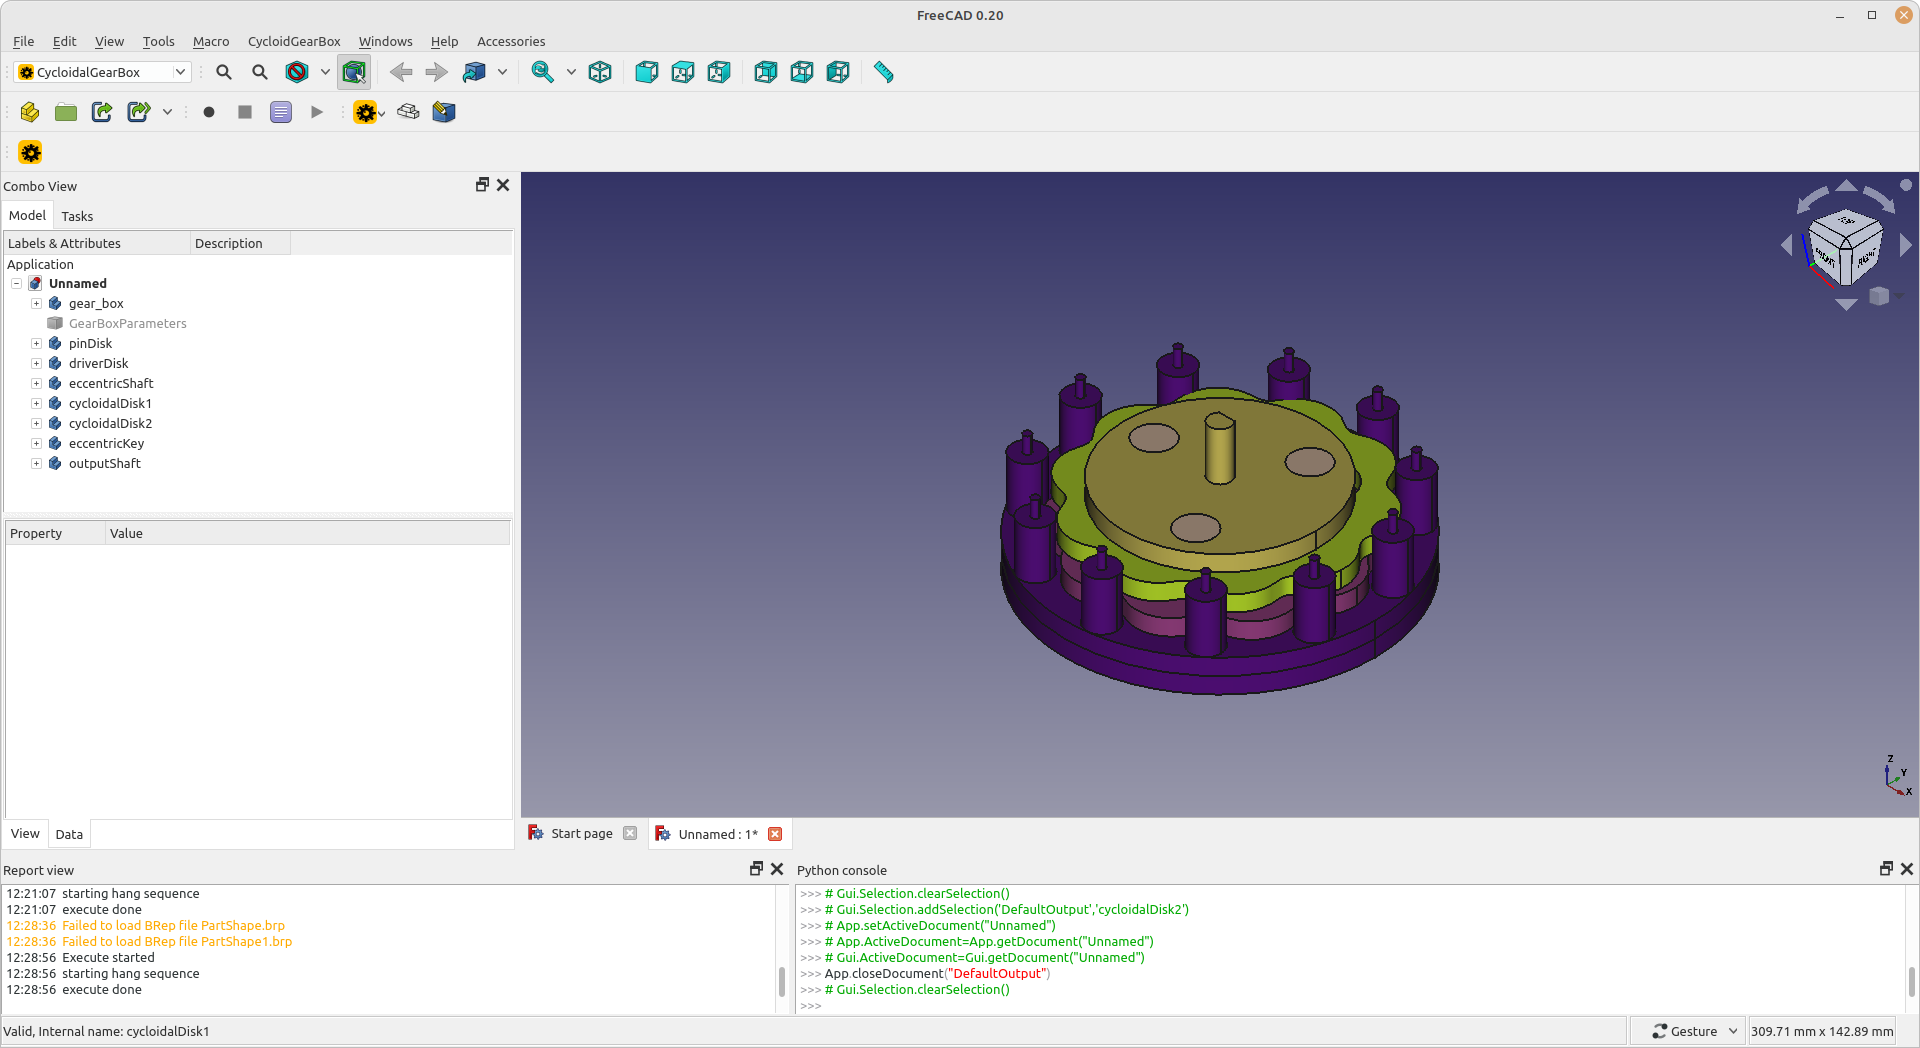 FreeCAD 0.20
File Edit View Tools Macro CycloidGearBox Windows Help Accessories
CycloidalGearBox
Combo View
Model Tasks
Labels & Attributes Description
Application
Unnamed
gear_box
GearBoxParameters
pinDisk
driverDisk
eccentricShaft
cycloidalDisk1
cycloidalDisk2
eccentricKey
outputShaft
Property Value
View Data
Z
Y
X
Start page Unnamed : 1*
Report view
12:21:07 starting hang sequence
12:21:07 execute done
12:28:36 Failed to load BRep file PartShape.brp
12:28:36 Failed to load BRep file PartShape1.brp
12:28:56 Execute started
12:28:56 starting hang sequence
12:28:56 execute done
Python console
>>> # Gui.Selection.clearSelection()
>>> # Gui.Selection.addSelection('DefaultOutput','cycloidalDisk2')
>>> # App.setActiveDocument("Unnamed")
>>> # App.ActiveDocument=App.getDocument("Unnamed")
>>> # Gui.ActiveDocument=Gui.getDocument("Unnamed")
>>> App.closeDocument("DefaultOutput")
>>> # Gui.Selection.clearSelection()
>>>
Valid, Internal name: cycloidalDisk1
Gesture 309.71 mm x 142.89 mm